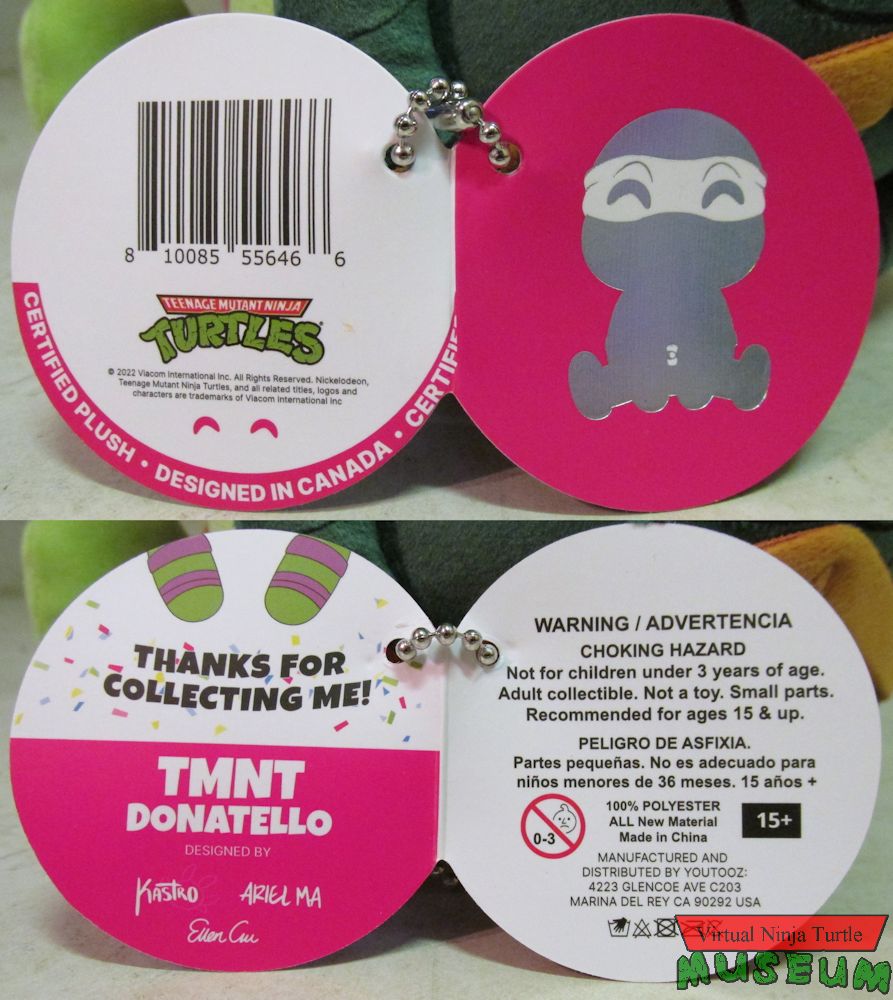 8 10085 55646 6
TEENAGE MUTANT NINJA
TURTLES
© 2022 Viacom International Inc. All Rights Reserved. Nickelodeon,
Teenage Mutant Ninja Turtles, and all related titles, logos and
characters are trademarks of Viacom International Inc
CERTIFIED PLUSH • DESIGNED IN CANADA • CERTIFIE
THANKS FOR
COLLECTING ME!
TMNT
DONATELLO
DESIGNED BY
KASTRO ARIEL MA
Ellen Cui
WARNING / ADVERTENCIA
CHOKING HAZARD
Not for children under 3 years of age.
Adult collectible. Not a toy. Small parts.
Recommended for ages 15 & up.
PELIGRO DE ASFIXIA.
Partes pequeñas. No es adecuado para
niños menores de 36 meses. 15 años +
0-3
100% POLYESTER
ALL New Material
Made in China
15+
MANUFACTURED AND
DISTRIBUTED BY YOUTOOZ:
4223 GLENCOE AVE C203
MARINA DEL REY CA 90292 USA
Virtual Ninja Turtle
MUSEUM